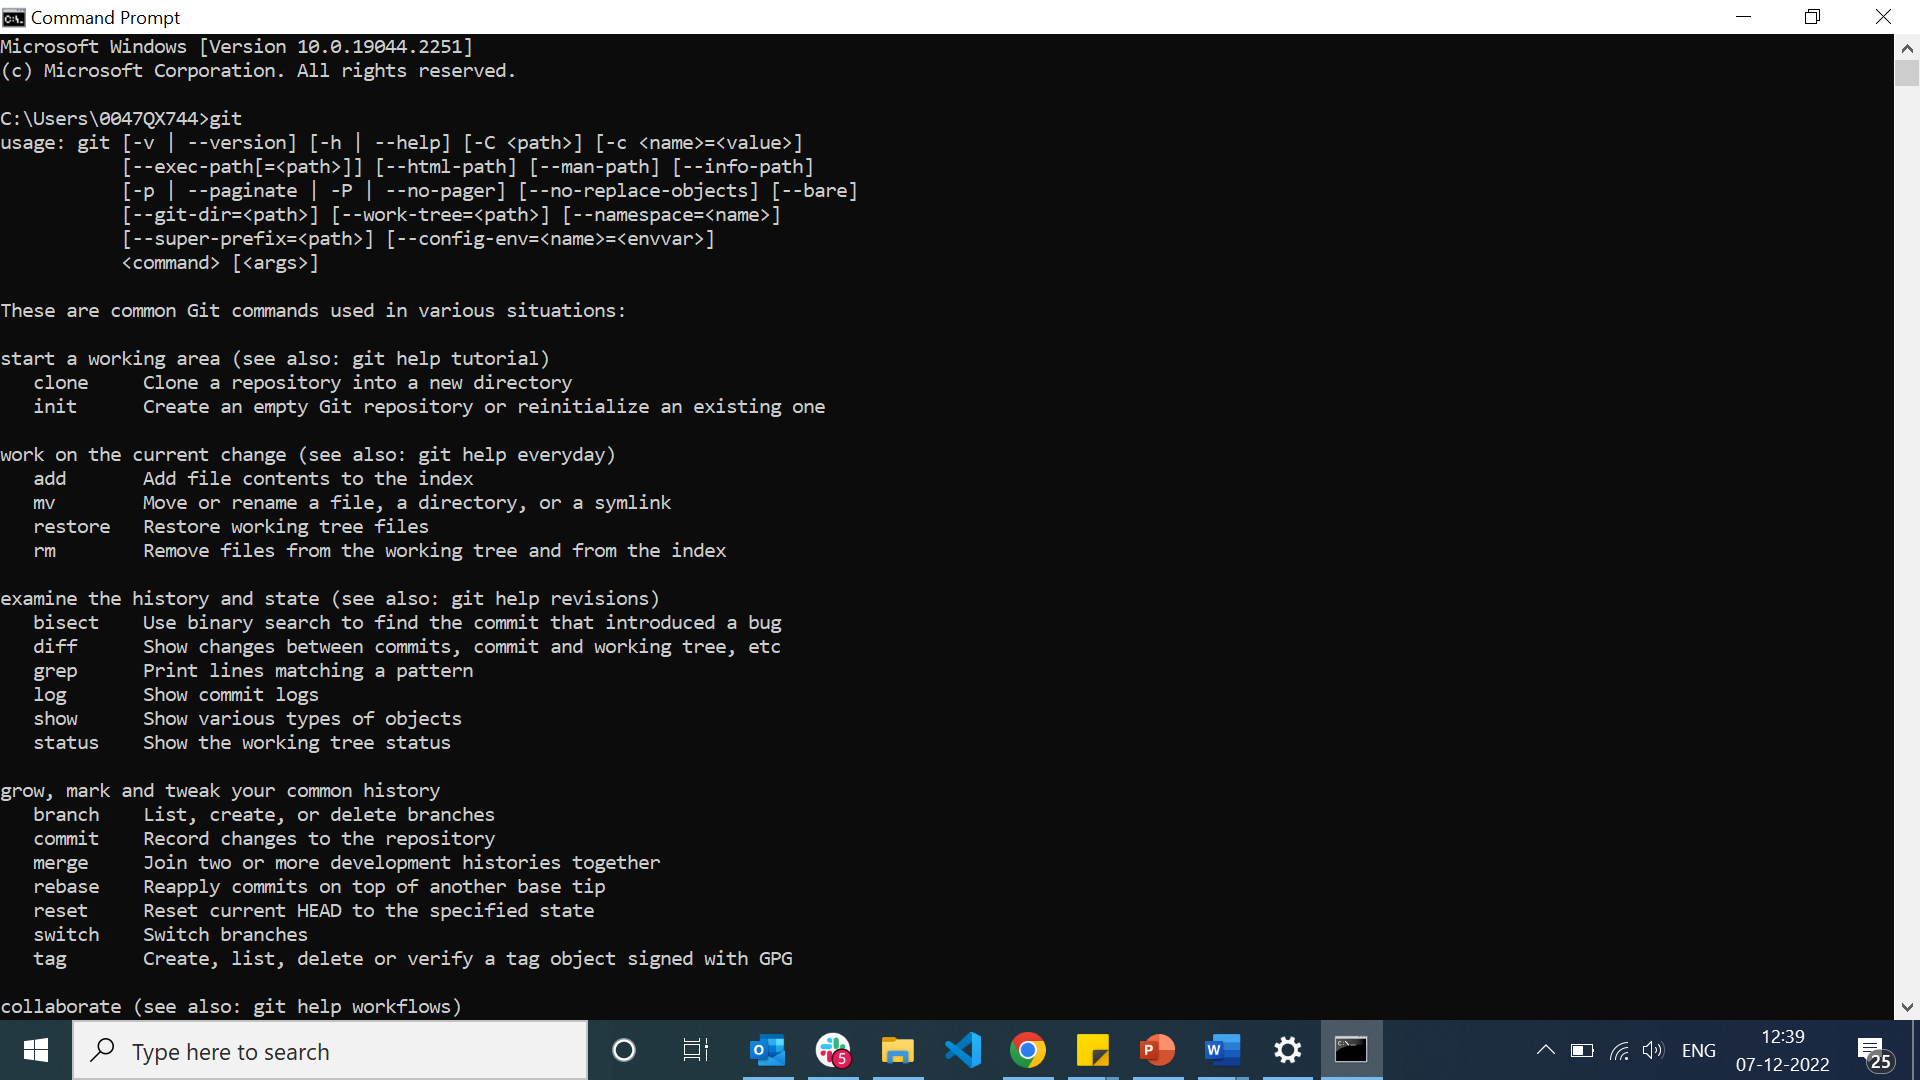 Command Prompt
Microsoft Windows [Version 10.0.19044.2251]
(c) Microsoft Corporation. All rights reserved.
C:\Users\0047QX744>git
usage: git [-v | --version] [-h | --help] [-C <path>] [-c <name>=<value>]
[--exec-path[=<path>]] [--html-path] [--man-path] [--info-path]
[-p | --paginate | -P | --no-pager] [--no-replace-objects] [--bare]
[--git-dir=<path>] [--work-tree=<path>] [--namespace=<name>]
[--super-prefix=<path>] [--config-env=<name>=<envvar>]
<command> [<args>]
These are common Git commands used in various situations:
start a working area (see also: git help tutorial)
clone Clone a repository into a new directory
init Create an empty Git repository or reinitialize an existing one
work on the current change (see also: git help everyday)
add Add file contents to the index
mv Move or rename a file, a directory, or a symlink
restore Restore working tree files
rm Remove files from the working tree and from the index
examine the history and state (see also: git help revisions)
bisect Use binary search to find the commit that introduced a bug
diff Show changes between commits, commit and working tree, etc
grep Print lines matching a pattern
log Show commit logs
show Show various types of objects
status Show the working tree status
grow, mark and tweak your common history
branch List, create, or delete branches
commit Record changes to the repository
merge Join two or more development histories together
rebase Reapply commits on top of another base tip
reset Reset current HEAD to the specified state
switch Switch branches
tag Create, list, delete or verify a tag object signed with GPG
collaborate (see also: git help workflows)
Type here to search
5
ENG
12:39
07-12-2022
25